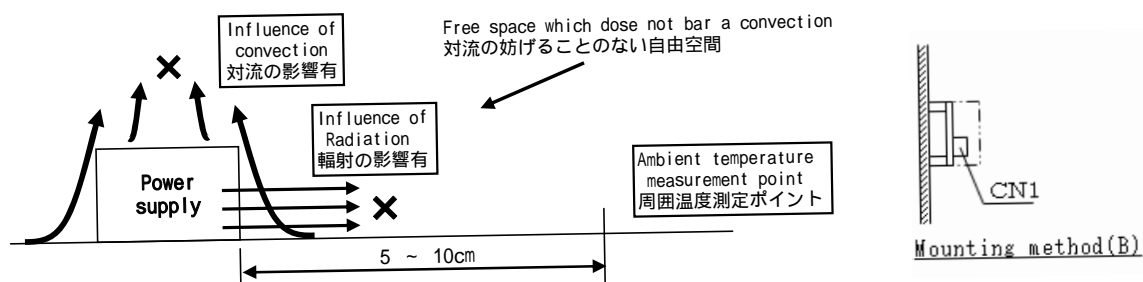 Influence of
convection
対流の影響有
Free space which dose not bar a convection
対流の妨げることのない自由空間
Influence of
Radiation
輻射の影響有
Power
supply
Ambient temperature
measurement point
周囲温度測定ポイント
5 ~ 10cm
CN1
Mounting method(B)